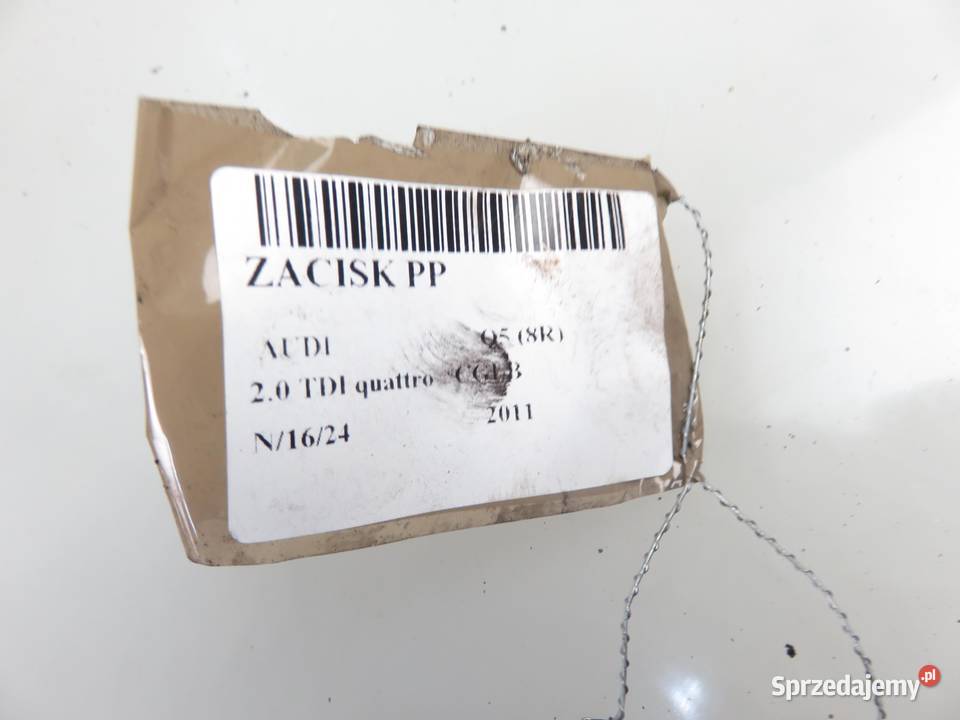 ZACISK PP
AUDI Q5 (8R)
2.0 TDI quattro
2011
N/16/24
Sprzedajemy.pl